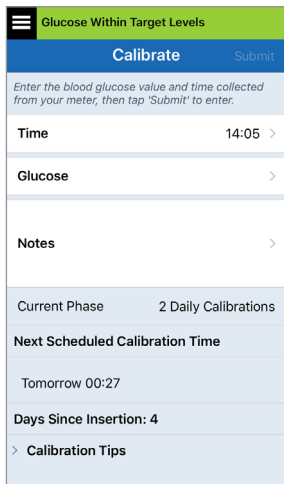 Glucose Within Target Levels
Calibrate Submit
Enter the blood glucose value and time collected
from your meter, then tap 'Submit' to enter.
Time 14:05
Glucose
Notes
Current Phase 2 Daily Calibrations
Next Scheduled Calibration Time
Tomorrow 00:27
Days Since Insertion: 4
Calibration Tips